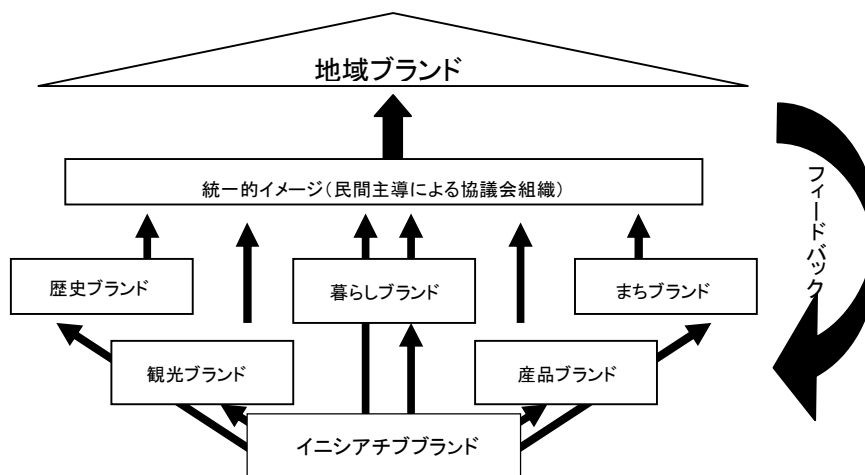 地域ブランド
統一的イメージ（民間主導による協議会組織）
歴史ブランド
暮らしブランド
まちブランド
観光ブランド
産品ブランド
イニシアチブブランド
フィードバック